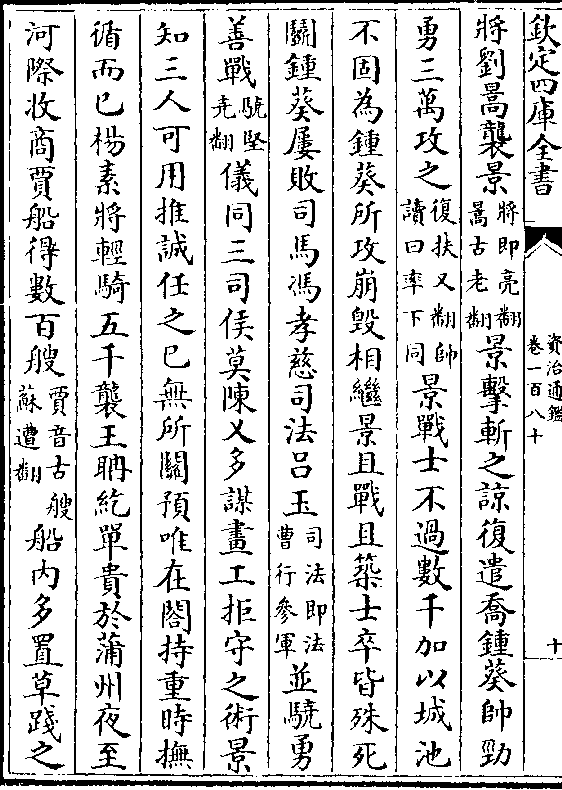 欽定四庫全書
資治通鑑
卷一百八十
十
將劉暠襲景將即亮翻暠古老翻景擊斬之諒復遣喬鍾葵帥勁
勇三萬攻之復扶又翻帥讀曰率下同景戰士不過數千加以城池
不固為鍾葵所攻崩毀相繼景且戰且築士卒皆殊死
鬬鍾葵屢敗司馬馮孝慈司法吕玉司法即法曹行參軍並驍勇
善戰驍堅堯翻儀同三司侯莫陳乂多謀畫工拒守之術景
知三人可用推誠任之已無所關預唯在閤持重時撫
循而已楊素將輕騎五千襲王聃紇單貴於蒲州夜至
河際收商賈船得數百艘賈音古艘蘇遭翻船内多置草踐之